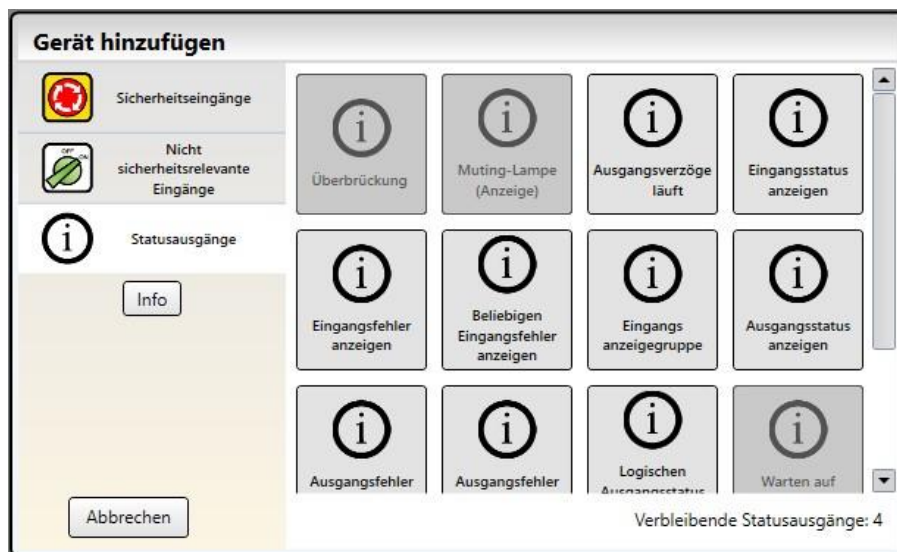 Gerät hinzufügen
Sicherheitseingänge
Nicht
sicherheitsrelevante
Eingänge
Statusausgänge
Info
Abbrechen
Überbrückung
Muting-Lampe
(Anzeige)
Ausgangsverzöge
läuft
Eingangsstatus
anzeigen
Eingangsfehler
anzeigen
Beliebigen
Eingangsfehler
anzeigen
Eingangs
anzeigegruppe
Ausgangsstatus
anzeigen
Ausgangsfehler
Ausgangsfehler
Logischen
Ausgangsstatus
Warten auf
Verbleibende Statusausgänge: 4